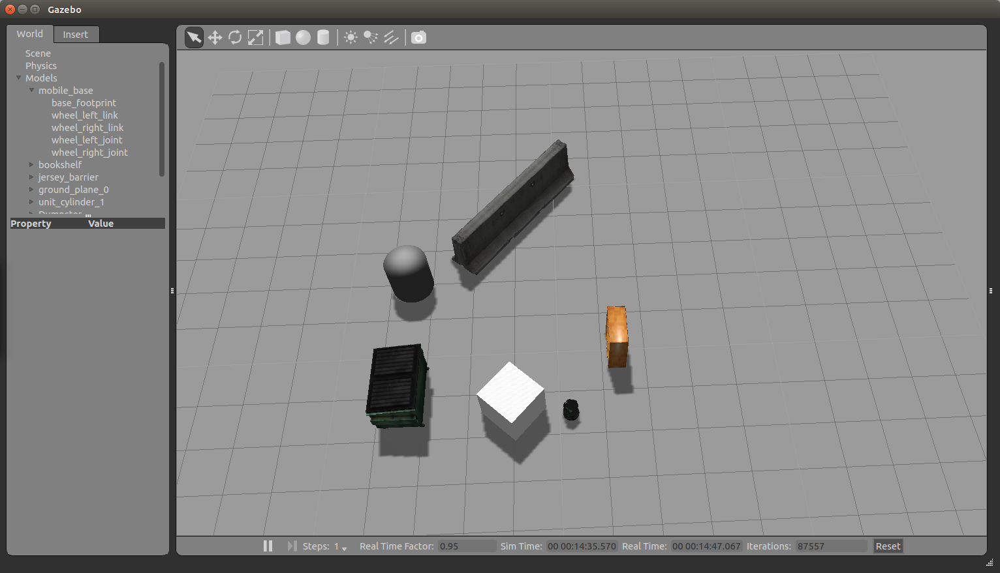 Gazebo
World Insert
Scene
Physics
Models
mobile_base
base_footprint
wheel_left_link
wheel_right_link
wheel_left_joint
wheel_right_joint
bookshelf
jersey_barrier
ground_plane_0
unit_cylinder_1
Dumpster
Property Value
Steps: 1 Real Time Factor: 0.95 Sim Time: 00 00:14:35.570 Real Time: 00 00:14:47.067 Iterations: 87557 Reset